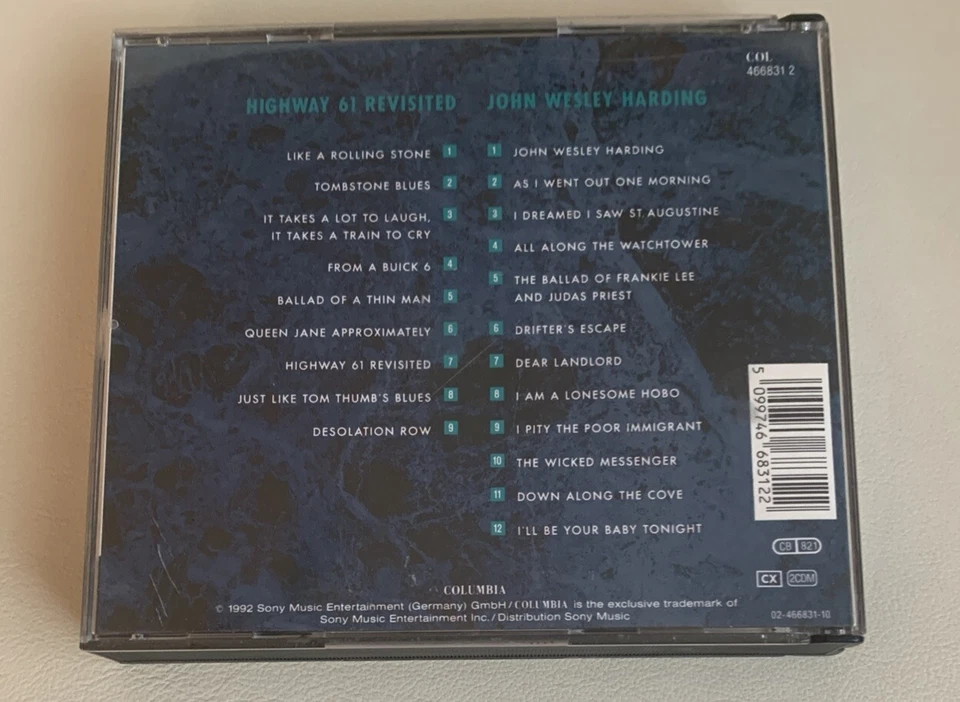 COL
466831 2
HIGHWAY 61 REVISITED
LIKE A ROLLING STONE 1
TOMBSTONE BLUES 2
IT TAKES A LOT TO LAUGH, 3
IT TAKES A TRAIN TO CRY
FROM A BUICK 6 4
BALLAD OF A THIN MAN 5
QUEEN JANE APPROXIMATELY 6
HIGHWAY 61 REVISITED 7
JUST LIKE TOM THUMB'S BLUES 8
DESOLATION ROW 9
JOHN WESLEY HARDING
1 JOHN WESLEY HARDING
2 AS I WENT OUT ONE MORNING
3 I DREAMED I SAW ST. AUGUSTINE
4 ALL ALONG THE WATCHTOWER
5 THE BALLAD OF FRANKIE LEE
AND JUDAS PRIEST
6 DRIFTER'S ESCAPE
7 DEAR LANDLORD
8 I AM A LONESOME HOBO
9 I PITY THE POOR IMMIGRANT
10 THE WICKED MESSENGER
11 DOWN ALONG THE COVE
12 I'LL BE YOUR BABY TONIGHT
5 099746 683122
CB 821
CX 2CDM
COLUMBIA
© 1992 Sony Music Entertainment (Germany) GmbH/COLUMBIA is the exclusive trademark of
Sony Music Entertainment Inc./Distribution Sony Music
02-466831-10